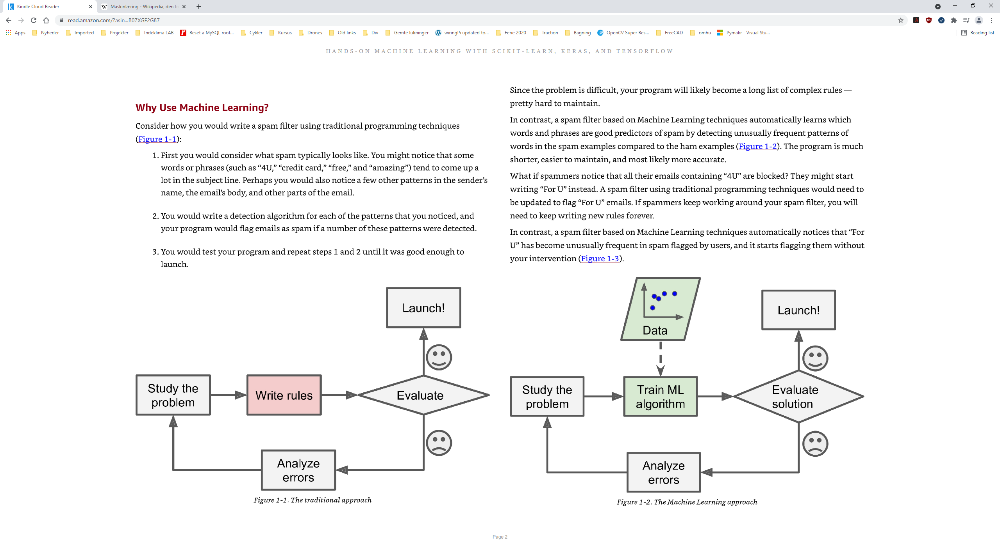 Kindle Cloud Reader
Maskinlæring - Wikipedia, den fr
read.amazon.com/?asin=B07XGF2G87
Apps Nyheder Imported Projekter Indeklima LAB Reset a MySQL root... Cykler Kursus Drones Old links Div Gemte lukninger wiringPi updated to... Ferie 2020 Traction Bagning OpenCV Super Res... FreeCAD omhu Pymakr - Visual Stu... Reading list
HANDS-ON MACHINE LEARNING WITH SCIKIT-LEARN, KERAS, AND TENSORFLOW
Why Use Machine Learning?
Consider how you would write a spam filter using traditional programming techniques
(Figure 1-1):
1. First you would consider what spam typically looks like. You might notice that some
words or phrases (such as “4U,” “credit card,” “free,” and “amazing”) tend to come up a
lot in the subject line. Perhaps you would also notice a few other patterns in the sender’s
name, the email’s body, and other parts of the email.
2. You would write a detection algorithm for each of the patterns that you noticed, and
your program would flag emails as spam if a number of these patterns were detected.
3. You would test your program and repeat steps 1 and 2 until it was good enough to
launch.
Launch!
Study the
problem
Write rules
Evaluate
Analyze
errors
Figure 1-1. The traditional approach
Since the problem is difficult, your program will likely become a long list of complex rules —
pretty hard to maintain.
In contrast, a spam filter based on Machine Learning techniques automatically learns which
words and phrases are good predictors of spam by detecting unusually frequent patterns of
words in the spam examples compared to the ham examples (Figure 1-2). The program is much
shorter, easier to maintain, and most likely more accurate.
What if spammers notice that all their emails containing “4U” are blocked? They might start
writing “For U” instead. A spam filter using traditional programming techniques would need to
be updated to flag “For U” emails. If spammers keep working around your spam filter, you will
need to keep writing new rules forever.
In contrast, a spam filter based on Machine Learning techniques automatically notices that “For
U” has become unusually frequent in spam flagged by users, and it starts flagging them without
your intervention (Figure 1-3).
Data
Launch!
Study the
problem
Train ML
algorithm
Evaluate
solution
Analyze
errors
Figure 1-2. The Machine Learning approach
Page 2